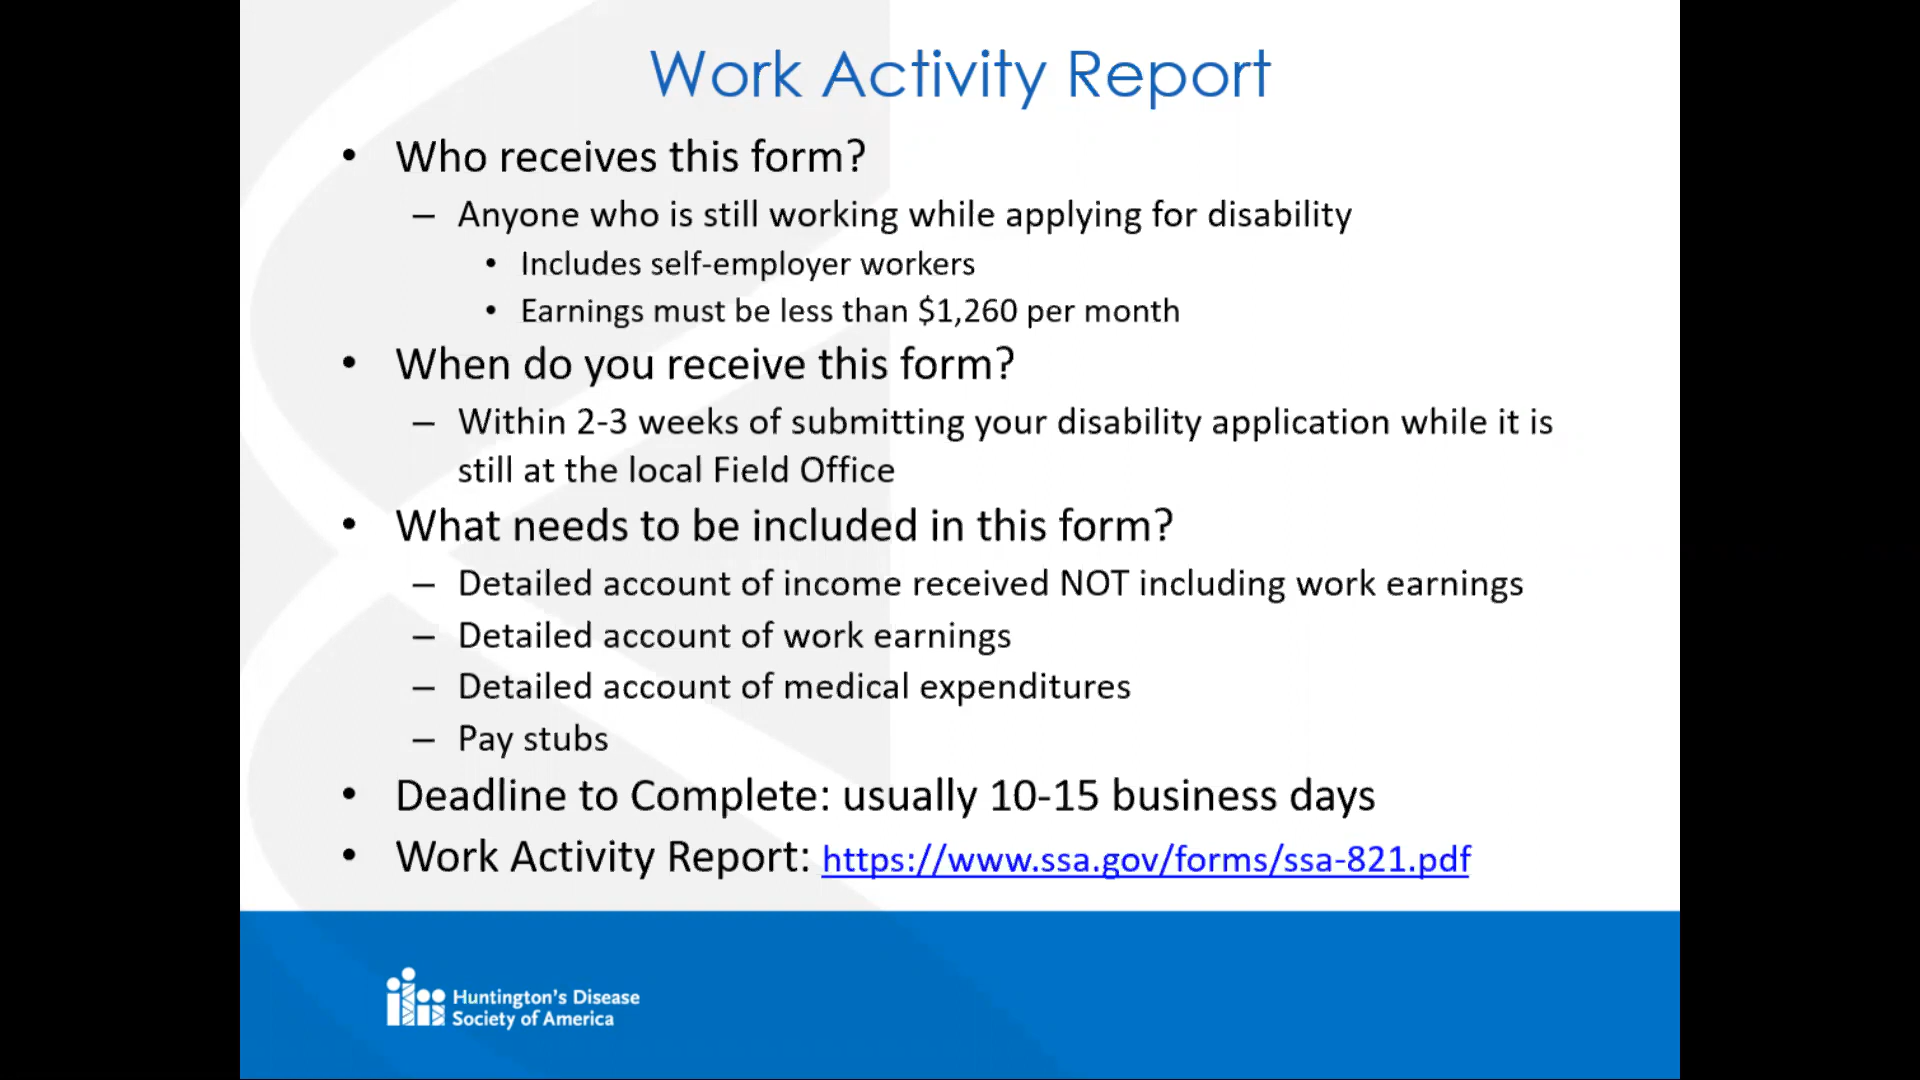 Work Activity Report
• Who receives this form?
– Anyone who is still working while applying for disability
• Includes self-employer workers
• Earnings must be less than $1,260 per month
• When do you receive this form?
– Within 2-3 weeks of submitting your disability application while it is
still at the local Field Office
• What needs to be included in this form?
– Detailed account of income received NOT including work earnings
– Detailed account of work earnings
– Detailed account of medical expenditures
– Pay stubs
• Deadline to Complete: usually 10-15 business days
• Work Activity Report: https://www.ssa.gov/forms/ssa-821.pdf
Huntington's Disease
Society of America